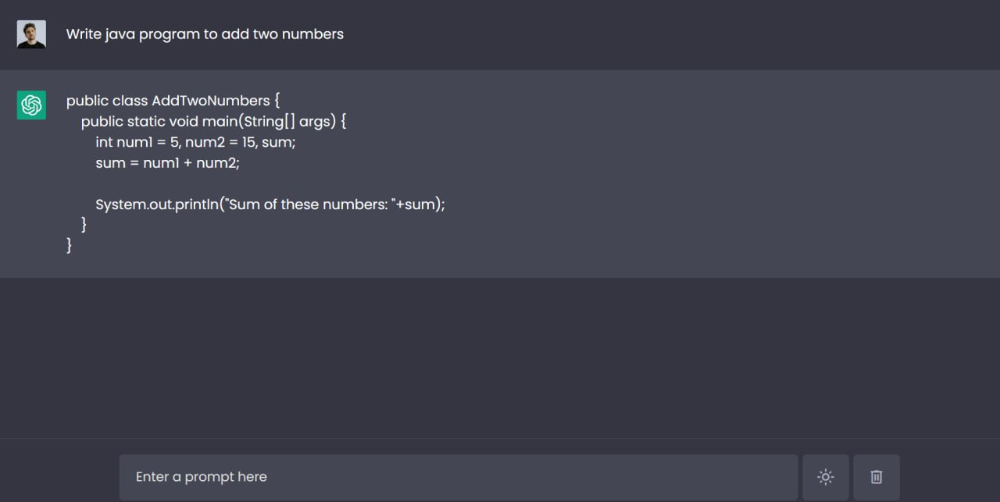 Write java program to add two numbers
public class AddTwoNumbers {
    public static void main(String[] args) {
        int num1 = 5, num2 = 15, sum;
        sum = num1 + num2;

        System.out.println("Sum of these numbers: "+sum);
    }
}
Enter a prompt here